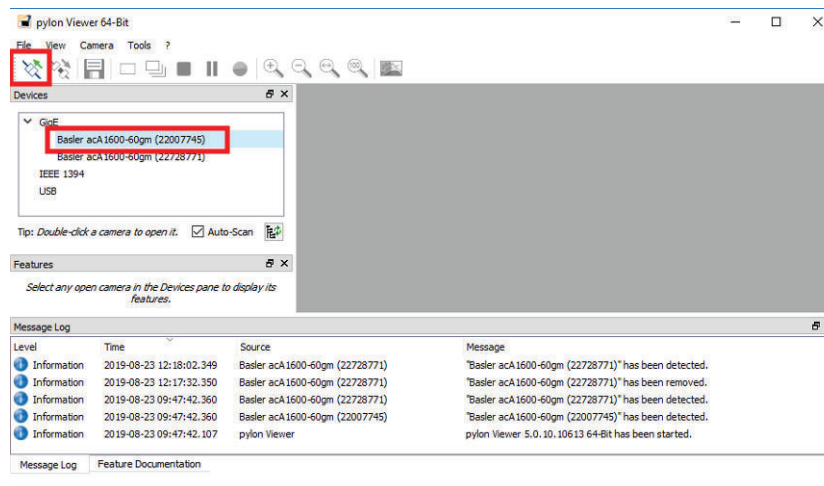 pylon Viewer 64-Bit
File View Camera Tools ?
Devices
GigE
Basler acA1600-60gm (22007745)
Basler acA1600-60gm (22728771)
IEEE 1394
USB
Tip: Double-click a camera to open it. Auto-Scan
Features
Select any open camera in the Devices pane to display its
features.
Message Log
Level Time Source Message
Information 2019-08-23 12:18:02.349 Basler acA1600-60gm (22728771) "Basler acA1600-60gm (22728771)" has been detected.
Information 2019-08-23 12:17:32.350 Basler acA1600-60gm (22728771) "Basler acA1600-60gm (22728771)" has been removed.
Information 2019-08-23 09:47:42.360 Basler acA1600-60gm (22728771) "Basler acA1600-60gm (22728771)" has been detected.
Information 2019-08-23 09:47:42.360 Basler acA1600-60gm (22007745) "Basler acA1600-60gm (22007745)" has been detected.
Information 2019-08-23 09:47:42.107 pylon Viewer pylon Viewer 5.0.10.10613 64-Bit has been started.
Message Log Feature Documentation